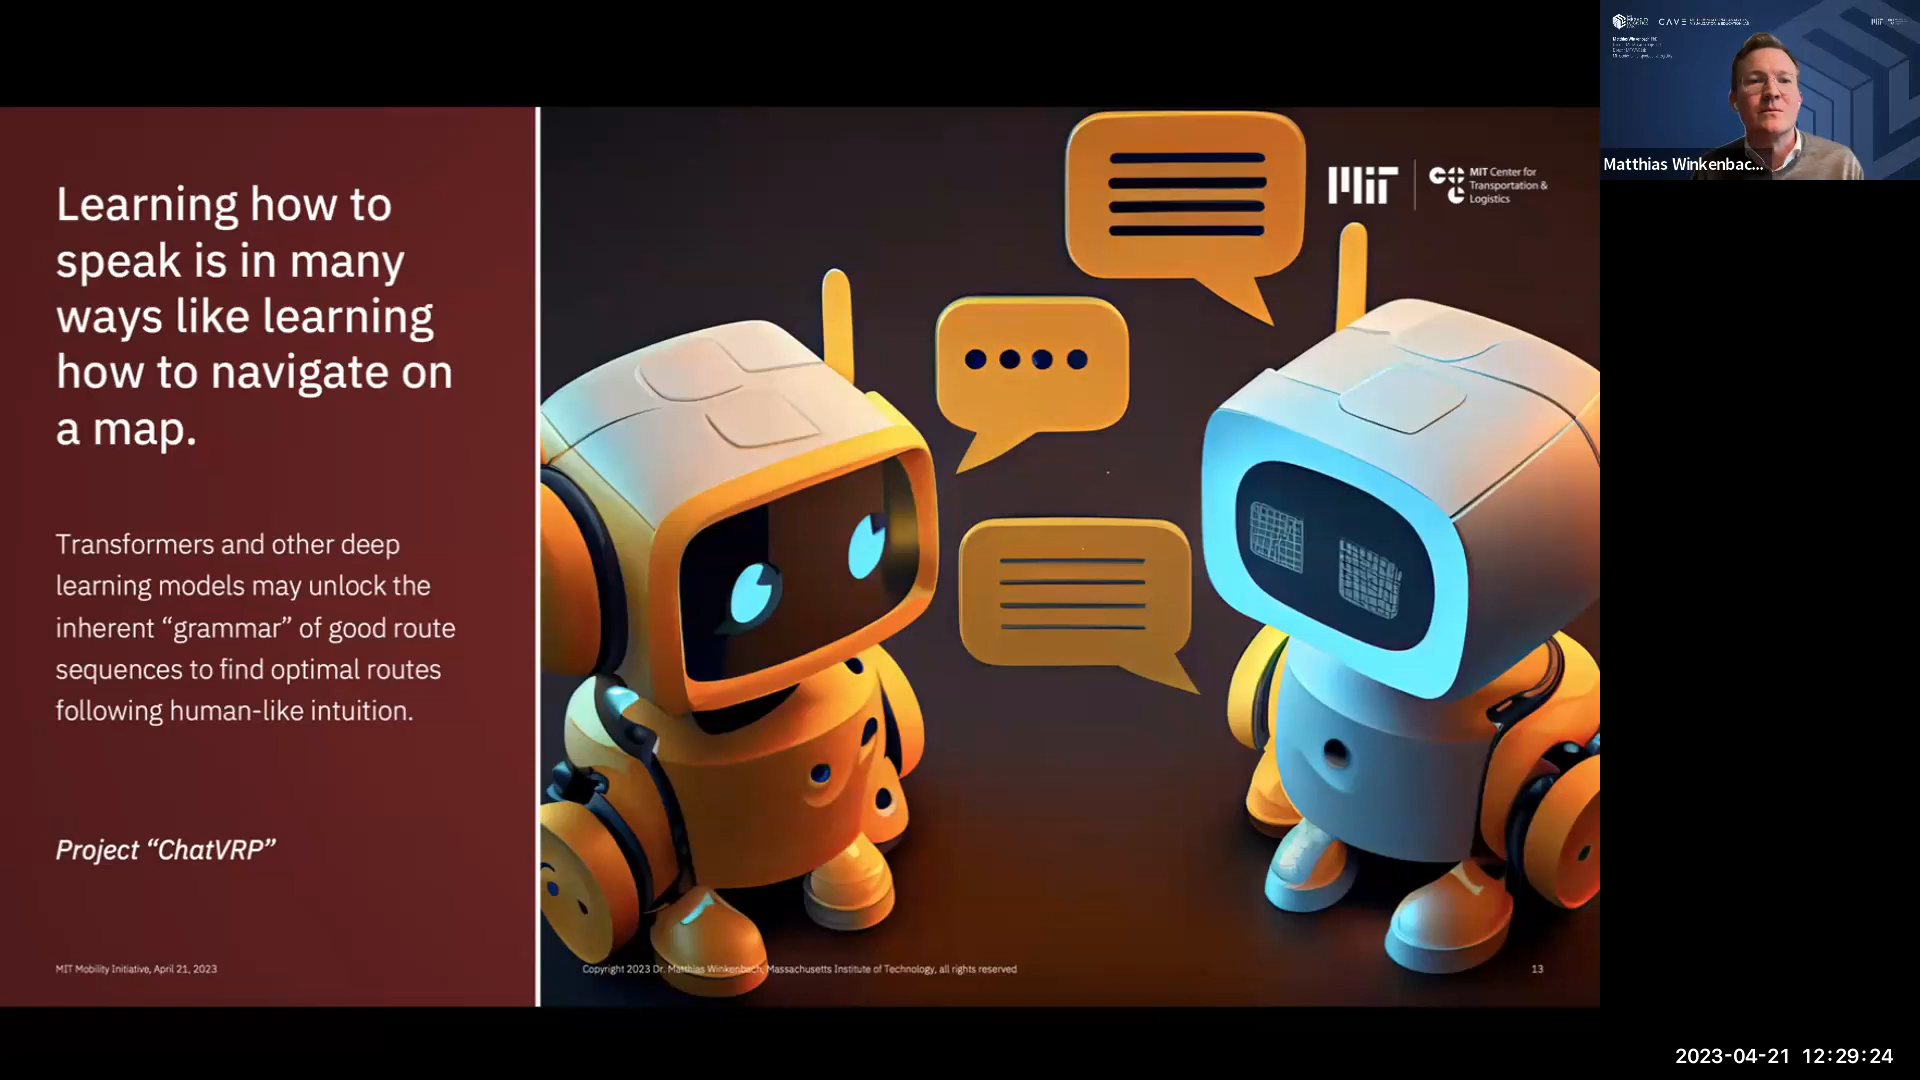 Learning how to
speak is in many
ways like learning
how to navigate on
a map.
Transformers and other deep
learning models may unlock the
inherent “grammar” of good route
sequences to find optimal routes
following human-like intuition.
Project “ChatVRP”
MIT Mobility Initiative, April 21, 2023
MIT
MIT Center for
Transportation &
Logistics
Copyright 2023 Dr. Matthias Winkenbach, Massachusetts Institute of Technology, all rights reserved
13
CAVE
Matthias Winkenbac...
2023-04-21 12:29:24